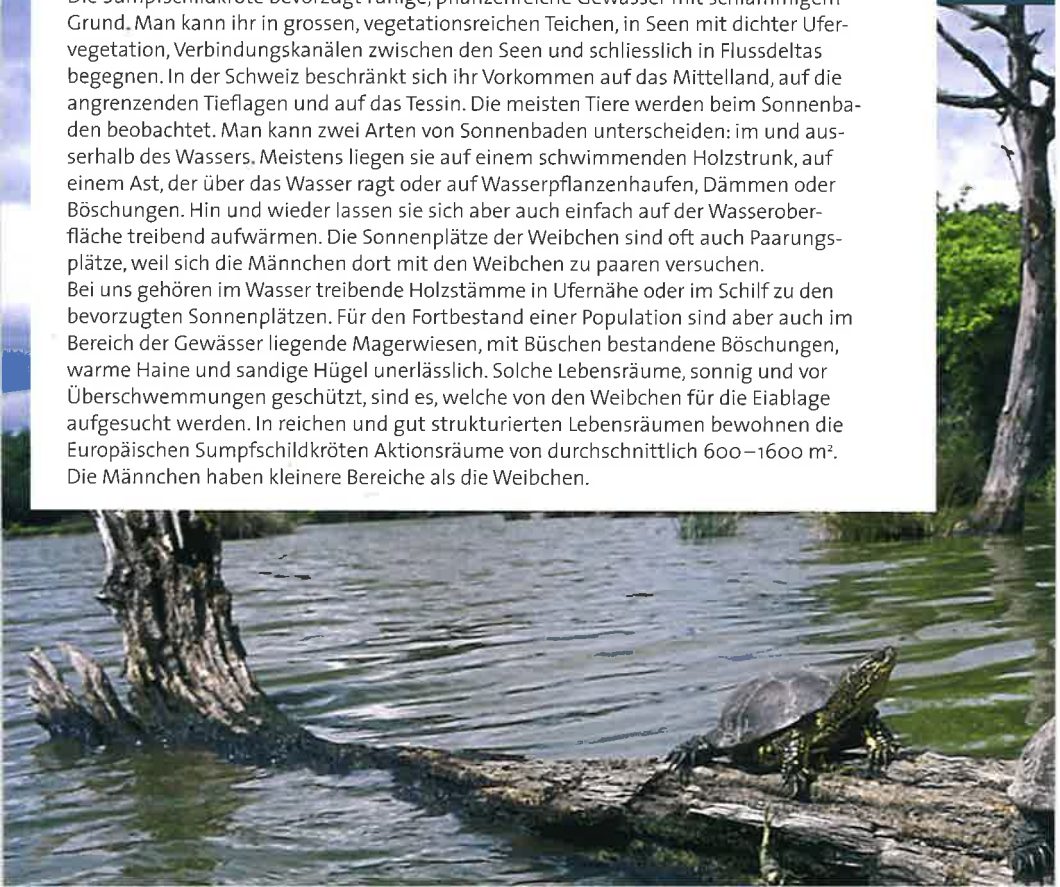 Die Sumpfschildkröte bevorzugt ruhige, pflanzenreiche Gewässer mit schlammigem
Grund. Man kann ihr in grossen, vegetationsreichen Teichen, in Seen mit dichter Ufer-
vegetation, Verbindungskanälen zwischen den Seen und schliesslich in Flussdeltas
begegnen. In der Schweiz beschränkt sich ihr Vorkommen auf das Mittelland, auf die
angrenzenden Tieflagen und auf das Tessin. Die meisten Tiere werden beim Sonnenba-
den beobachtet. Man kann zwei Arten von Sonnenbaden unterscheiden: im und aus-
serhalb des Wassers. Meistens liegen sie auf einem schwimmenden Holzstrunk, auf
einem Ast, der über das Wasser ragt oder auf Wasserpflanzenhaufen, Dämmen oder
Böschungen. Hin und wieder lassen sie sich aber auch einfach auf der Wasserober-
fläche treibend aufwärmen. Die Sonnenplätze der Weibchen sind oft auch Paarungs-
plätze, weil sich die Männchen dort mit den Weibchen zu paaren versuchen.
Bei uns gehören im Wasser treibende Holzstämme in Ufernähe oder im Schilf zu den
bevorzugten Sonnenplätzen. Für den Fortbestand einer Population sind aber auch im
Bereich der Gewässer liegende Magerwiesen, mit Büschen bestandene Böschungen,
warme Haine und sandige Hügel unerlässlich. Solche Lebensräume, sonnig und vor
Überschwemmungen geschützt, sind es, welche von den Weibchen für die Eiablage
aufgesucht werden. In reichen und gut strukturierten Lebensräumen bewohnen die
Europäischen Sumpfschildkröten Aktionsräume von durchschnittlich 600–1600 m².
Die Männchen haben kleinere Bereiche als die Weibchen.